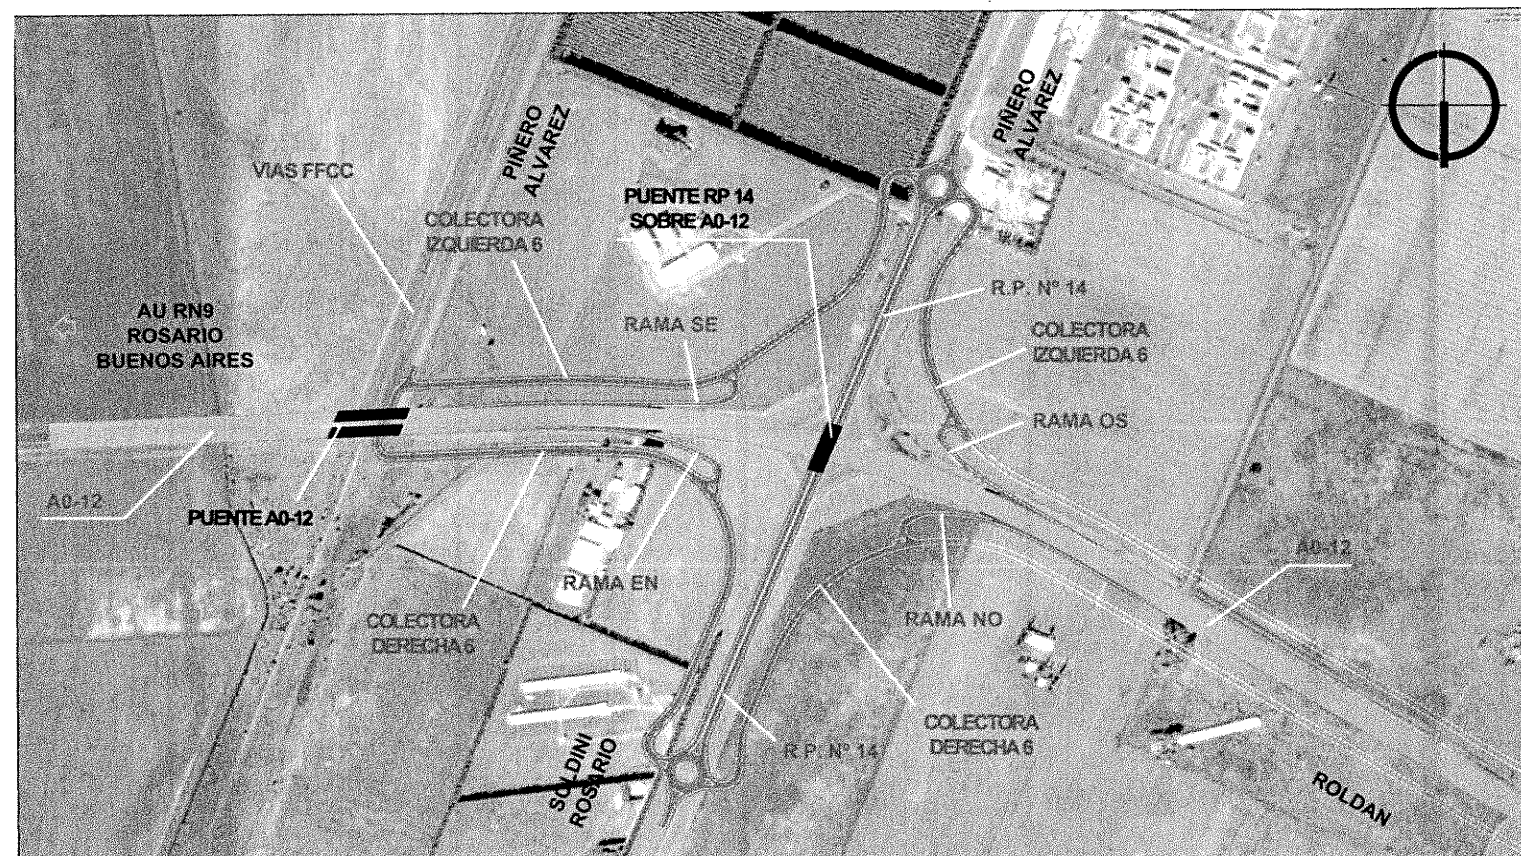 PIÑERO
ALVAREZ
PIÑERO
ALVAREZ
VIAS FFCC
COLECTORA
IZQUIERDA 6
PUENTE RP 14
SOBRE A0-12
R.P. N° 14
AU RN9
ROSARIO
BUENOS AIRES
RAMA SE
COLECTORA
IZQUIERDA 6
RAMA OS
A0-12
PUENTE A0-12
RAMA EN
COLECTORA
DERECHA 6
RAMA NO
A0-12
COLECTORA
DERECHA 6
R.P. N° 14
SOLDINI
ROSARIO
ROLDAN